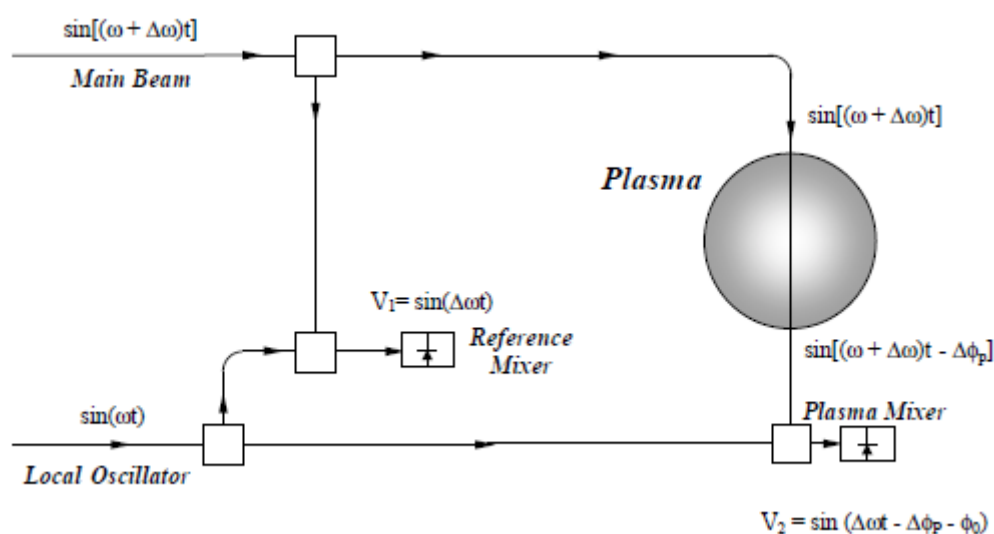 sin[(ω + Δω)t]
Main Beam
sin[(ω + Δω)t]
Plasma
V₁= sin(Δωt)
Reference
Mixer
sin[(ω + Δω)t - Δϕₚ]
sin(ωt)
Plasma Mixer
Local Oscillator
V₂ = sin (Δωt - Δϕₚ - ϕ₀)